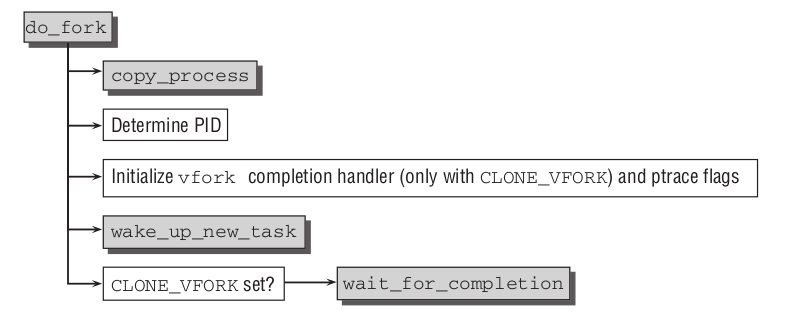 do_fork
copy_process
Determine PID
Initialize vfork completion handler (only with CLONE_VFORK) and ptrace flags
wake_up_new_task
CLONE_VFORK set?
wait_for_completion